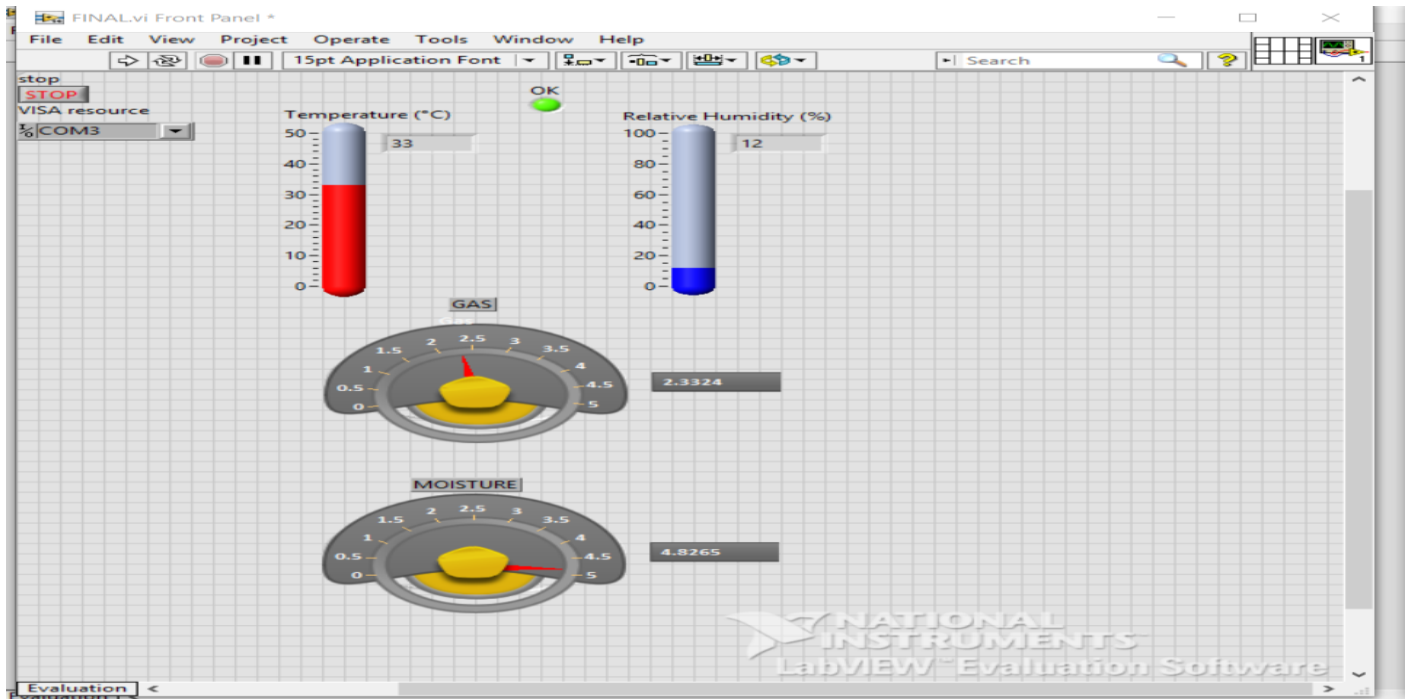 FINAL.vi Front Panel *
File Edit View Project Operate Tools Window Help
15pt Application Font
Search
1
stop
STOP
VISA resource
COM3
OK
Temperature (°C)
50
40
30
20
10
0
33
Relative Humidity (%)
100
80
60
40
20
0
12
GAS
Gas
0
0.5
1
1.5
2
2.5
3
3.5
4
4.5
5
2.3324
MOISTURE
0
0.5
1
1.5
2
2.5
3
3.5
4
4.5
5
4.8265
NATIONAL
INSTRUMENTS
LabVIEW™ Evaluation Software
Evaluation